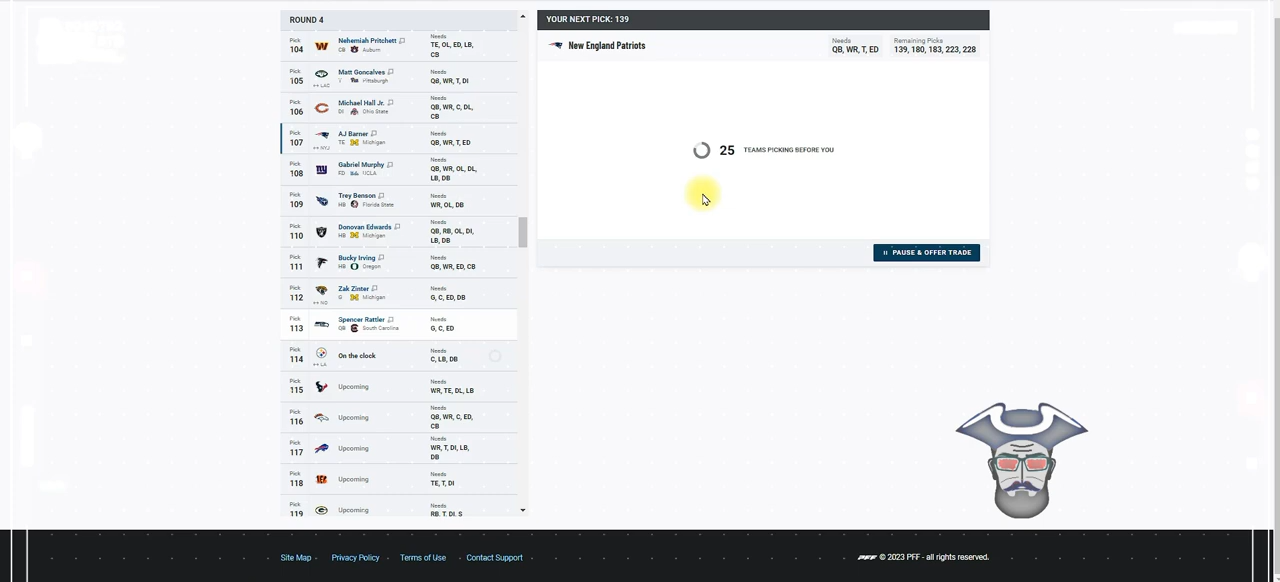 ROUND 4
Pick
104
Nehemiah Pritchett
CB Auburn
Needs
TE, OL, ED, LB,
CB
Pick
105
LAC
Matt Goncalves
T Pittsburgh
Needs
QB, WR, T, DI
Pick
106
Michael Hall Jr.
DI Ohio State
Needs
QB, WR, C, DL,
CB
Pick
107
NYJ
AJ Barner
TE Michigan
Needs
QB, WR, T, ED
Pick
108
Gabriel Murphy
ED UCLA
Needs
QB, WR, OL, DL,
LB, DB
Pick
109
Trey Benson
HB Florida State
Needs
WR, OL, DB
Pick
110
Donovan Edwards
HB Michigan
Needs
QB, RB, OL, DI,
LB, DB
Pick
111
Bucky Irving
HB Oregon
Needs
QB, WR, ED, CB
Pick
112
NO
Zak Zinter
G Michigan
Needs
G, C, ED, DB
Pick
113
Spencer Rattler
QB South Carolina
Needs
G, C, ED
Pick
114
LA
On the clock
Needs
C, LB, DB
Pick
115
Upcoming
Needs
WR, TE, DL, LB
Pick
116
Upcoming
Needs
QB, WR, C, ED,
CB
Pick
117
Upcoming
Needs
WR, T, DI, LB,
DB
Pick
118
Upcoming
Needs
TE, T, DI
Pick
119
Upcoming
Needs
RB, T, DI, S
YOUR NEXT PICK: 139
New England Patriots
Needs
QB, WR, T, ED
Remaining Picks
139, 180, 183, 223, 228
25 TEAMS PICKING BEFORE YOU
PAUSE & OFFER TRADE
Site Map
Privacy Policy
Terms of Use
Contact Support
PFF © 2023 PFF - all rights reserved.